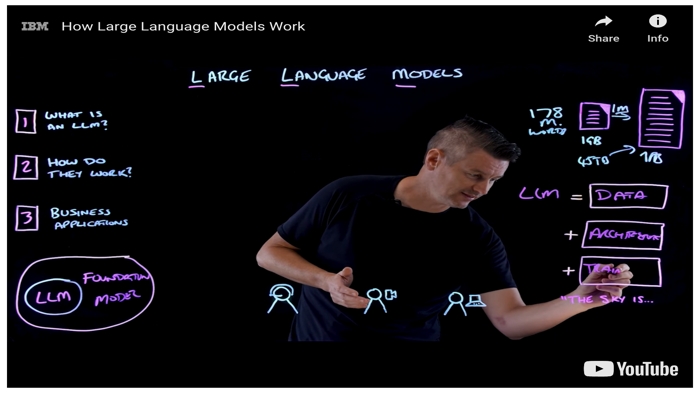 IBM How Large Language Models Work
Share
Info
LARGE LANGUAGE MODELS
1 WHAT IS
AN LLM?
2 HOW DO
THEY WORK?
3 BUSINESS
APPLICATIONS
LLM
FOUNDATION
MODEL
178
M.
WORDS
1GB
1M
1PB
45TB
LLM = DATA
+ ARCHITECTURE
+
"THE SKY IS...
YouTube